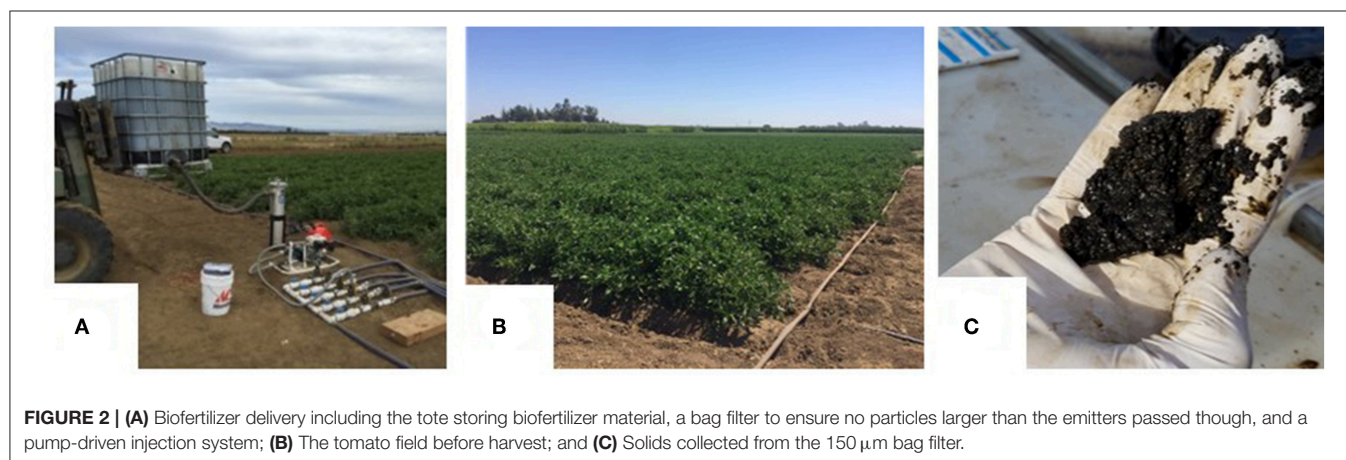 A
B
C
FIGURE 2 | (A) Biofertilizer delivery including the tote storing biofertilizer material, a bag filter to ensure no particles larger than the emitters passed though, and a
pump-driven injection system; (B) The tomato field before harvest; and (C) Solids collected from the 150 μm bag filter.